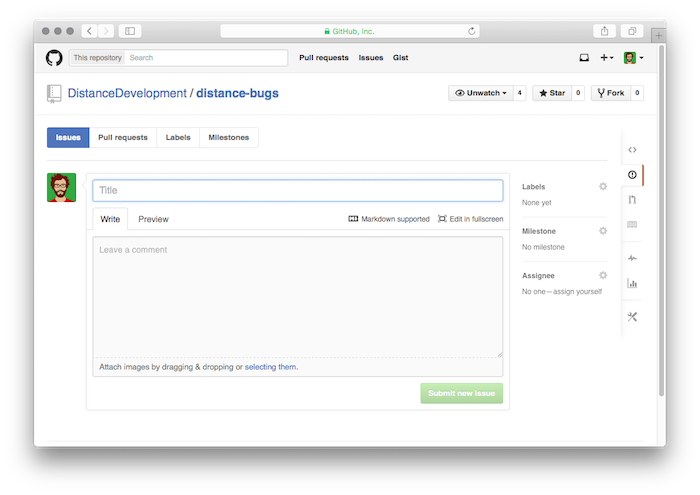 GitHub, Inc.
This repository Search Pull requests Issues Gist
DistanceDevelopment / distance-bugs
Unwatch 4 Star 0 Fork 0
Issues Pull requests Labels Milestones
Title
Labels
None yet
Write Preview Markdown supported Edit in fullscreen
Milestone
No milestone
Leave a comment
Assignee
No one—assign yourself
Attach images by dragging & dropping or selecting them.
Submit new issue